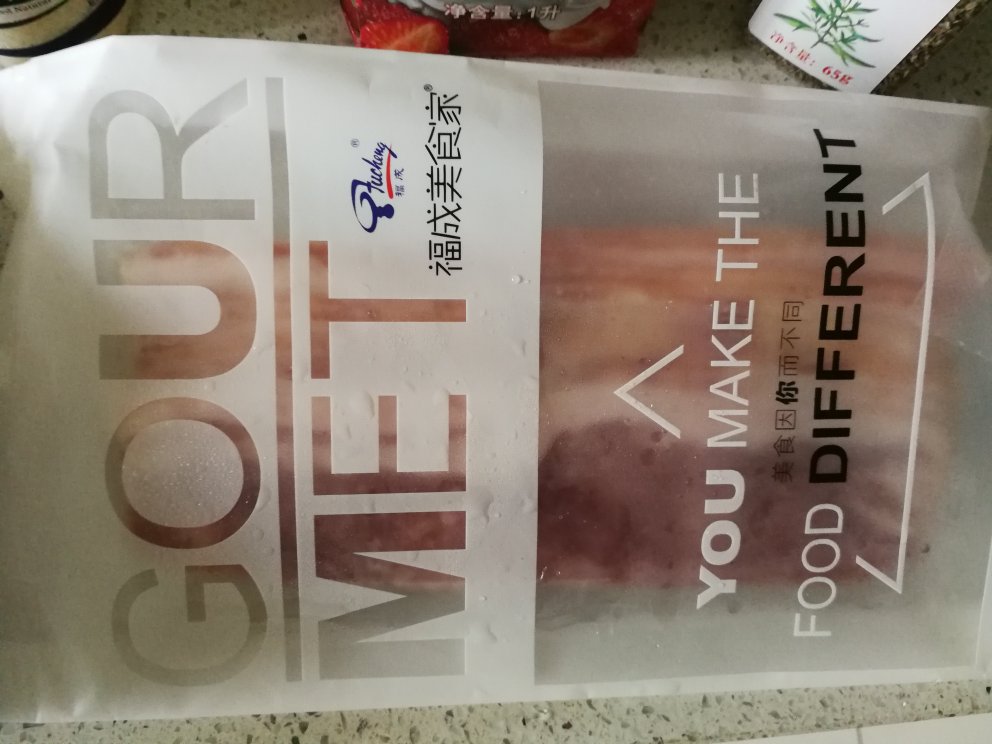 GOUR
MET
Fucheng®
福成
福成美食家®
YOU MAKE THE
美食因你而不同
FOOD DIFFERENT
净含量:1升
净含量: 65g